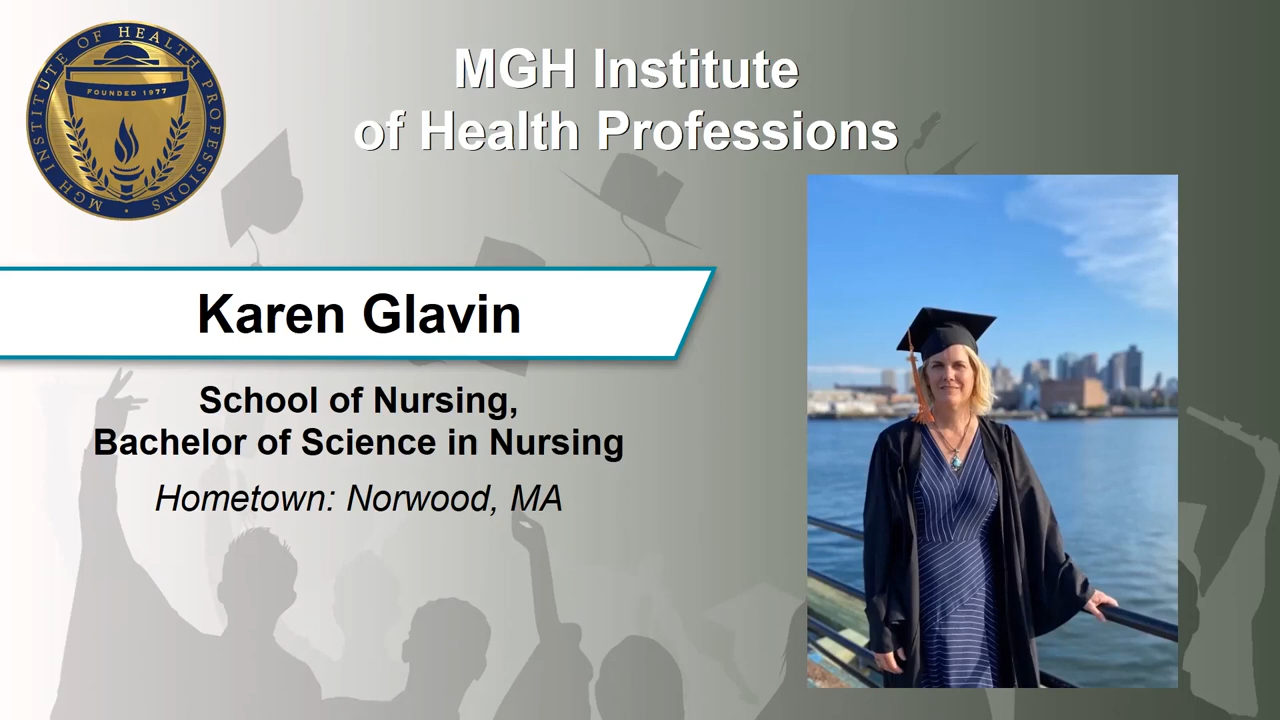 MGH INSTITUTE OF HEALTH PROFESSIONS
FOUNDED 1977
MGH Institute
of Health Professions
Karen Glavin
School of Nursing,
Bachelor of Science in Nursing
Hometown: Norwood, MA